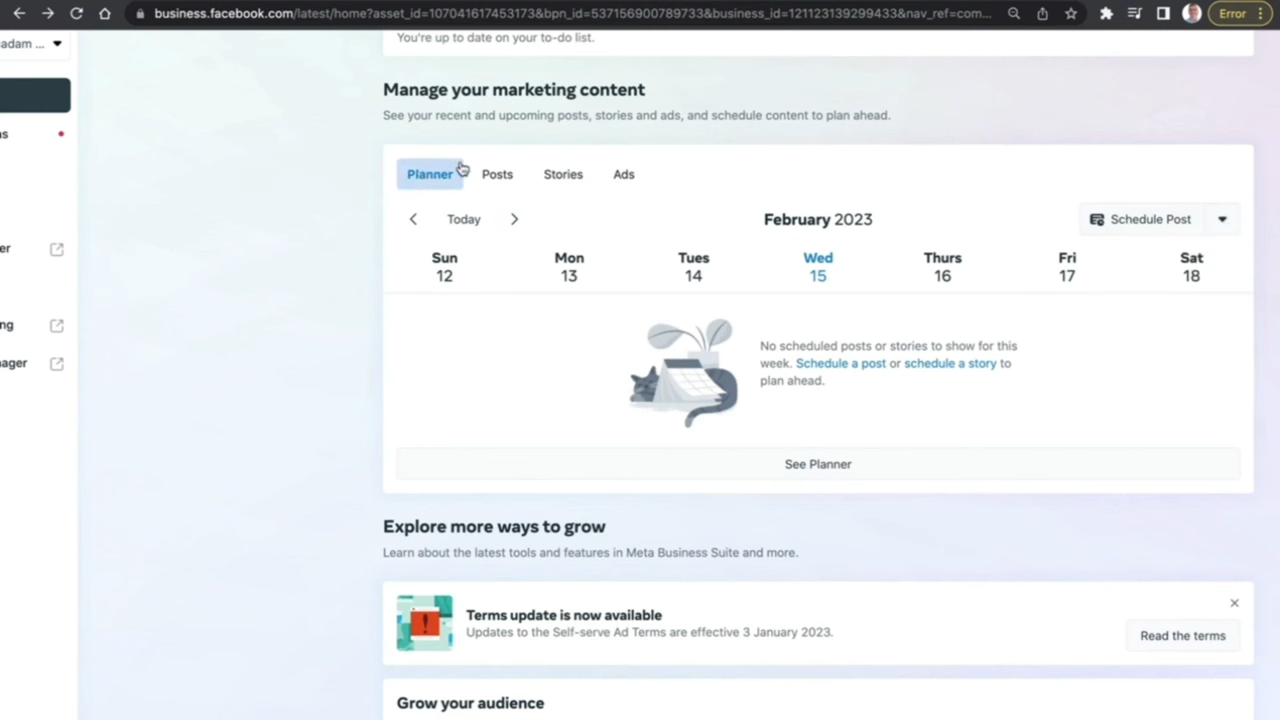 business.facebook.com/latest/home?asset_id=107041617453173&bpn_id=537156900789733&business_id=121123139299433&nav_ref=com...
Error
adam ...
You're up to date on your to-do list.
Manage your marketing content
See your recent and upcoming posts, stories and ads, and schedule content to plan ahead.
Planner
Posts
Stories
Ads
Today
February 2023
Schedule Post
Sun
Mon
Tues
Wed
Thurs
Fri
Sat
12
13
14
15
16
17
18
No scheduled posts or stories to show for this
week. Schedule a post or schedule a story to
plan ahead.
See Planner
Explore more ways to grow
Learn about the latest tools and features in Meta Business Suite and more.
Terms update is now available
Updates to the Self-serve Ad Terms are effective 3 January 2023.
Read the terms
Grow your audience